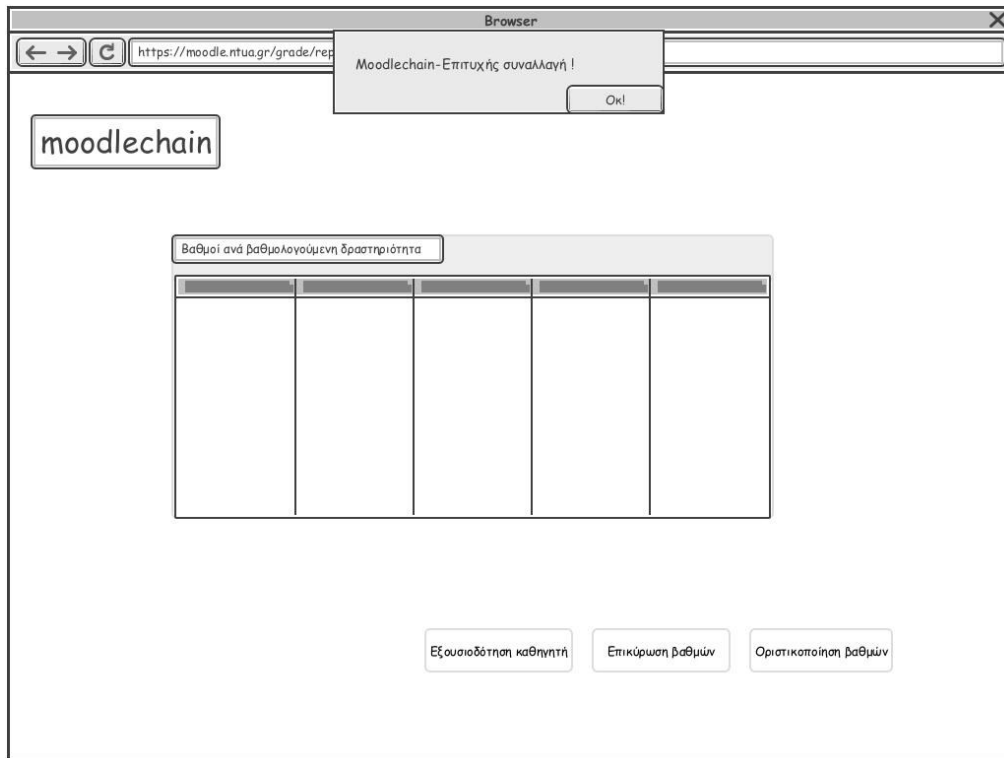 Browser
https://moodle.ntua.gr/grade/rep
Moodlechain-Επιτυχής συναλλαγή !
Οκ!
moodlechain
Βαθμοί ανά βαθμολογούμενη δραστηριότητα
Εξουσιοδότηση καθηγητή
Επικύρωση βαθμών
Οριστικοποίηση βαθμών